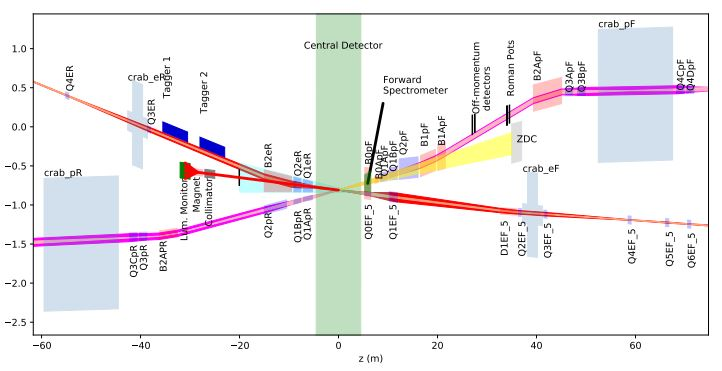 crab_pF
Central Detector
Q4ER
crab_eR
Q3ER
Tagger 1
Tagger 2
Forward
Spectrometer
Off-momentum
detectors
Roman Pots
B2ApF
Q3ApF
Q3BpF
Q4CpF
Q4DpF
crab_pR
Lum. Monitor
Magnet
Collimator
B2eR
Q2eR
Q1eR
B0pF
B0ApF
Q1ApF
Q1BpF
Q2pF
B1pF
B1ApF
ZDC
crab_eF
Q3CpR
Q3pR
B2APR
Q2pR
Q1BpR
Q1ApR
Q0EF_5
Q1EF_5
D1EF_5
Q2EF_5
Q3EF_5
Q4EF_5
Q5EF_5
Q6EF_5
1.0
0.5
0.0
−0.5
−1.0
−1.5
−2.0
−2.5
−60 −40 −20 0 20 40 60
z (m)